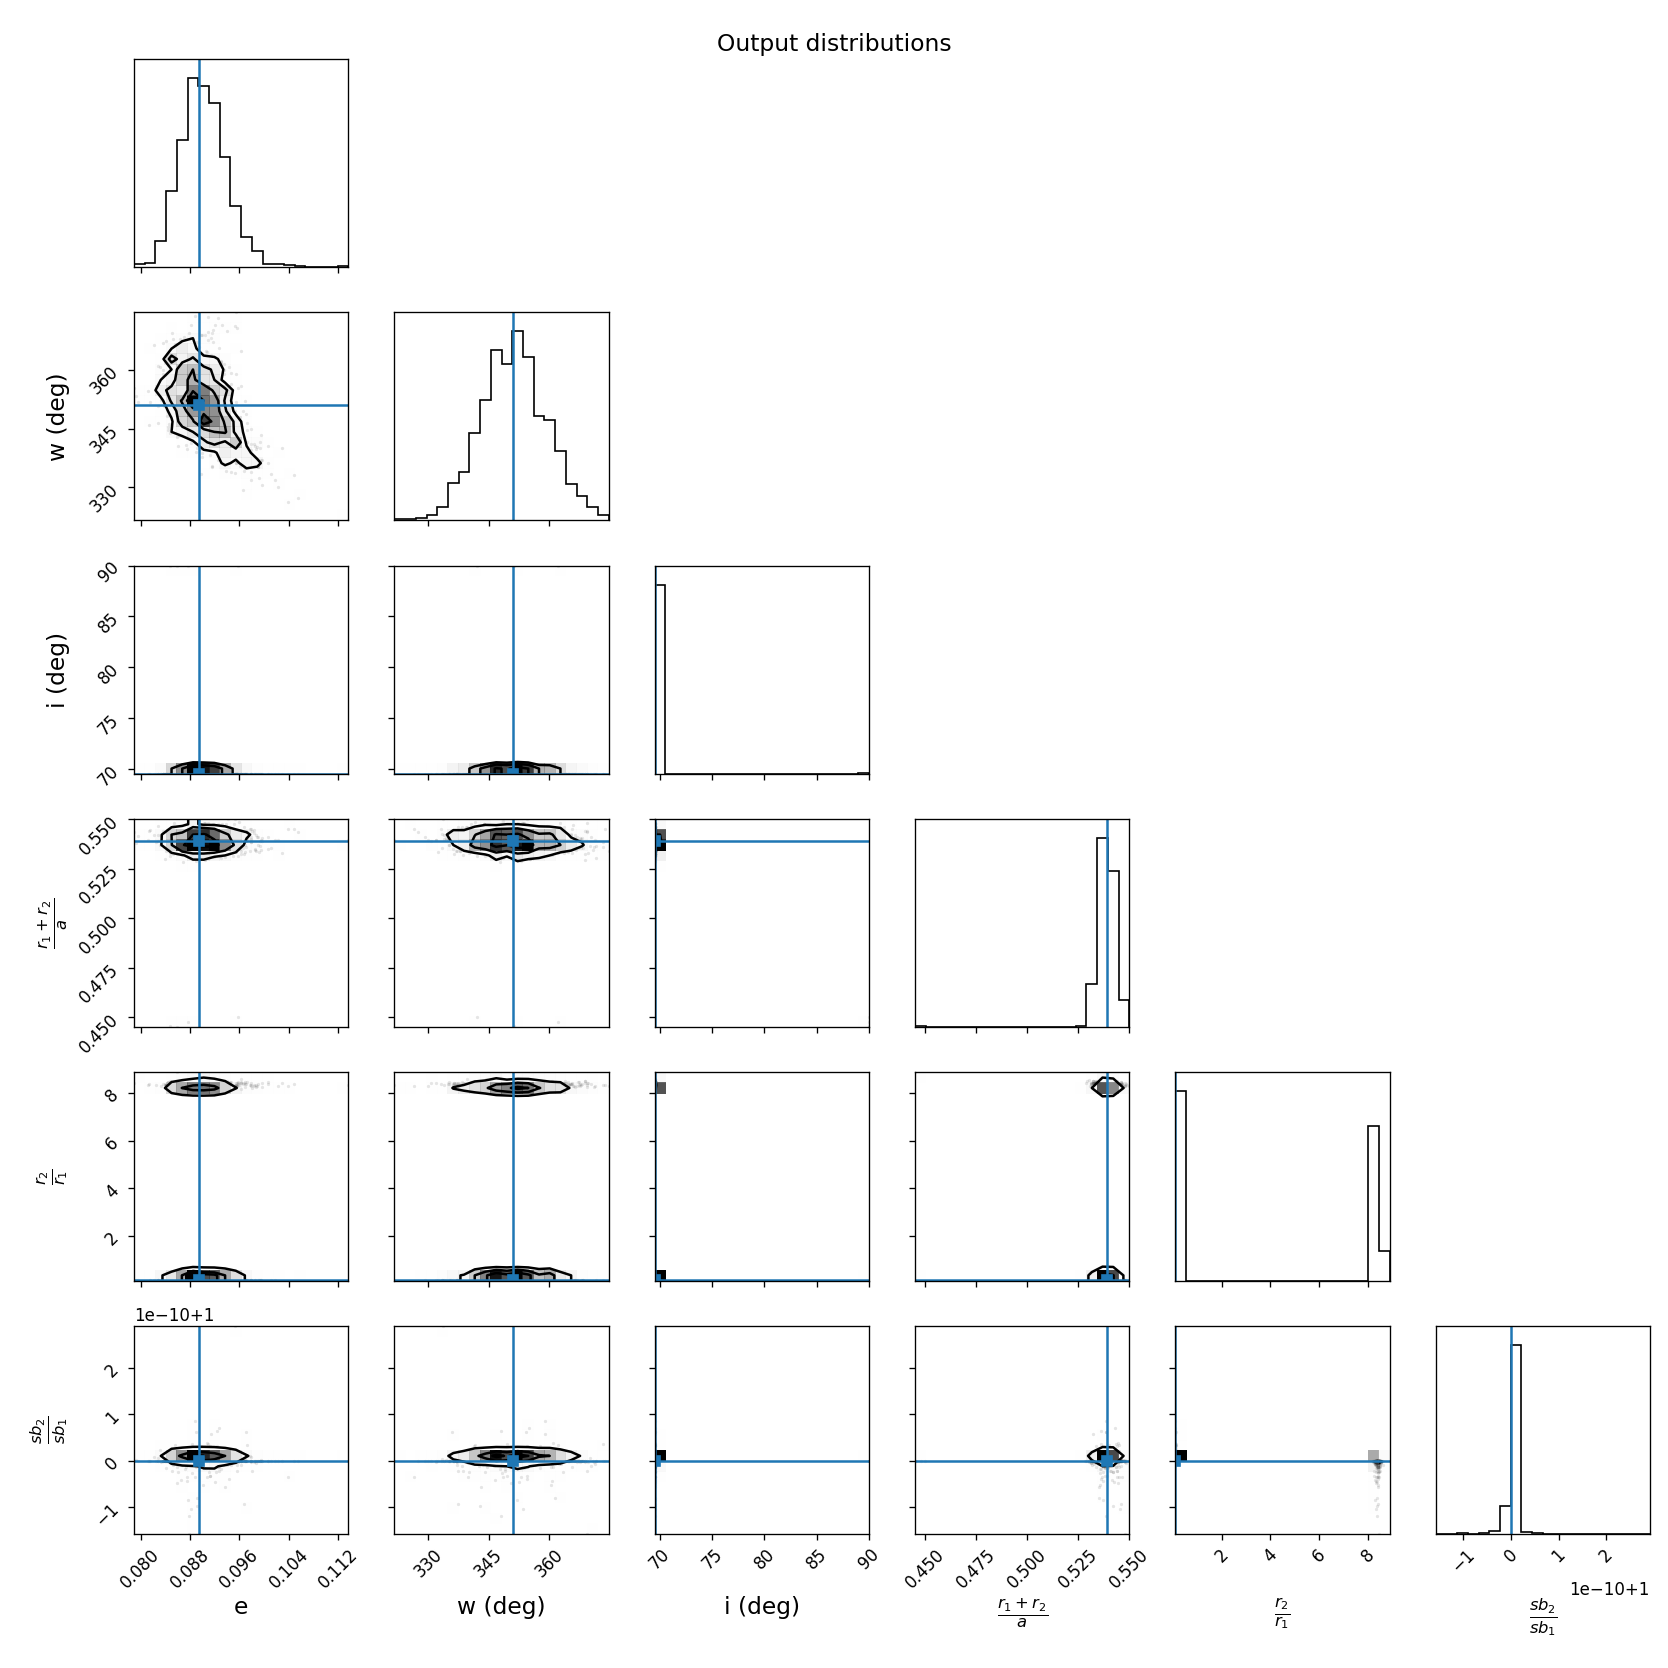 Output distributions
w (deg)
360
345
330
i (deg)
90
85
80
75
70
r1 + r2
a
0.550
0.525
0.500
0.475
0.450
r2
r1
8
6
4
2
1e−10+1
sb2
sb1
2
1
0
−1
0.080 0.088 0.096 0.104 0.112
330 345 360
70 75 80 85 90
0.450 0.475 0.500 0.525 0.550
2 4 6 8
−1 0 1 2
1e−10+1
e
w (deg)
i (deg)
r1 + r2
a
r2
r1
sb2
sb1